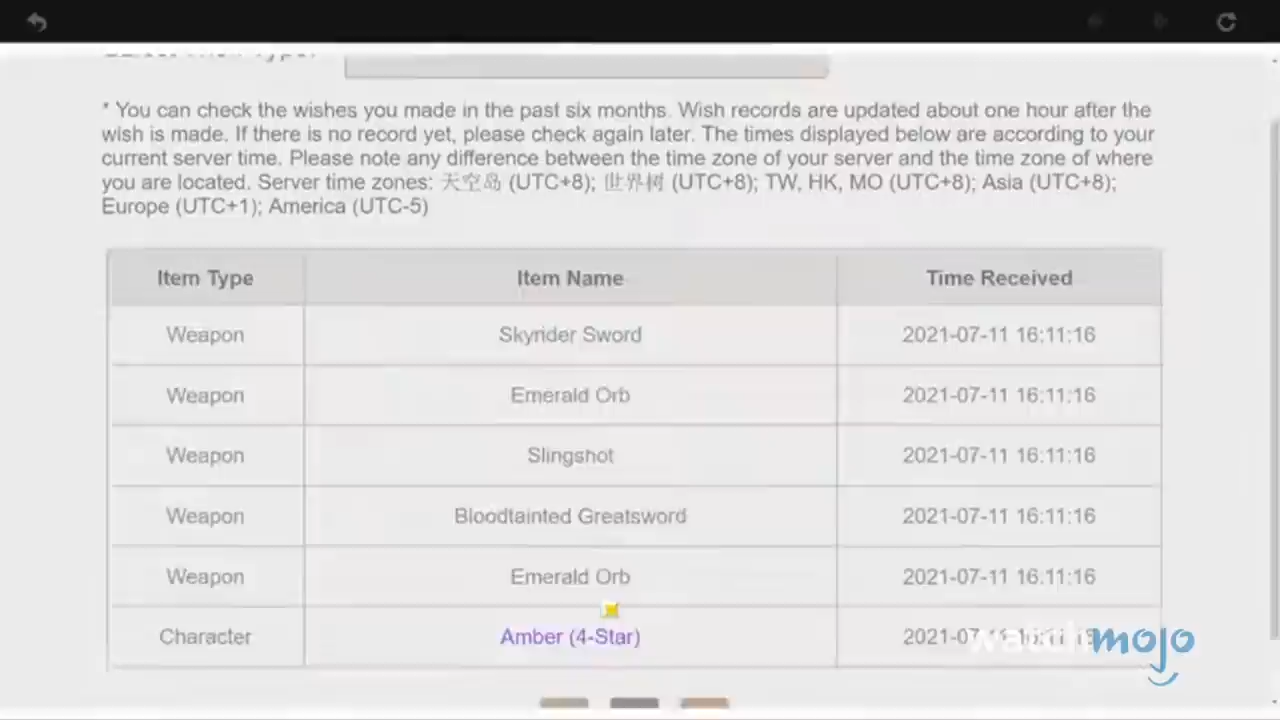 * You can check the wishes you made in the past six months. Wish records are updated about one hour after the
wish is made. If there is no record yet, please check again later. The times displayed below are according to your
current server time. Please note any difference between the time zone of your server and the time zone of where
you are located. Server time zones: 天空岛 (UTC+8); 世界树 (UTC+8); TW, HK, MO (UTC+8); Asia (UTC+8);
Europe (UTC+1); America (UTC-5)
Item Type Item Name Time Received
Weapon Skyrider Sword 2021-07-11 16:11:16
Weapon Emerald Orb 2021-07-11 16:11:16
Weapon Slingshot 2021-07-11 16:11:16
Weapon Bloodtainted Greatsword 2021-07-11 16:11:16
Weapon Emerald Orb 2021-07-11 16:11:16
Character Amber (4-Star)
watchmojo